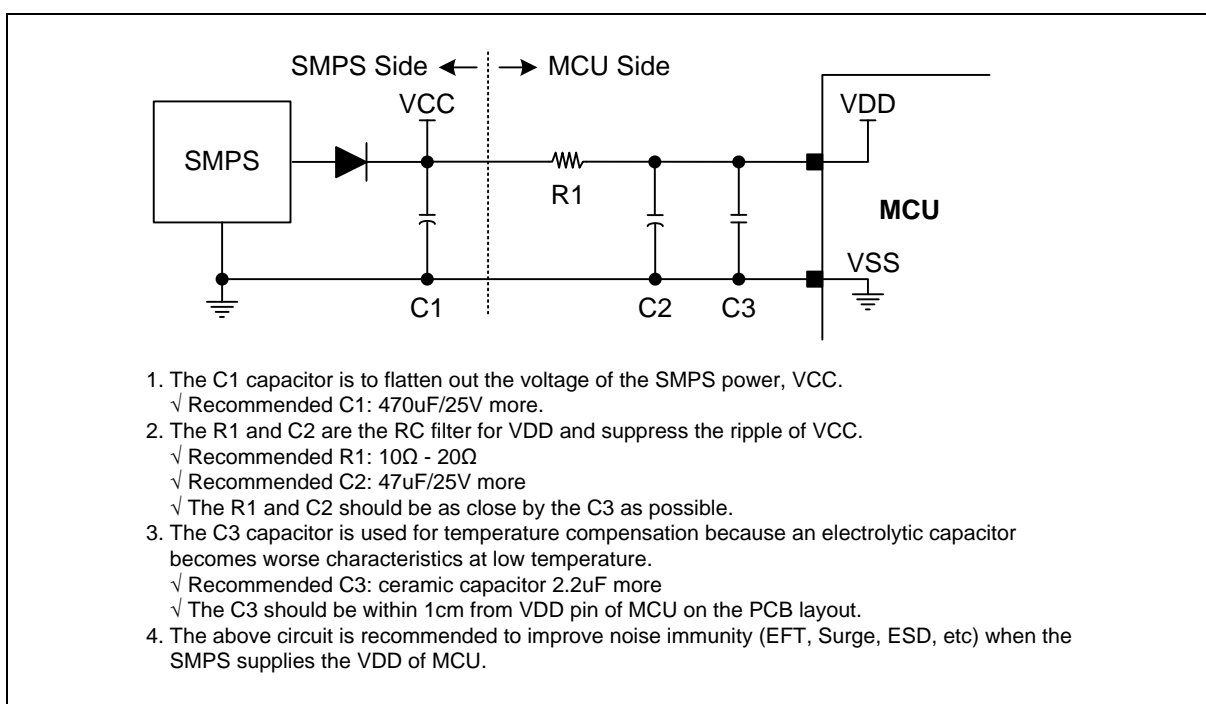 SMPS Side
MCU Side
VCC
VDD
SMPS
R1
MCU
VSS
C1
C2
C3
1. The C1 capacitor is to flatten out the voltage of the SMPS power, VCC.
√ Recommended C1: 470uF/25V more.
2. The R1 and C2 are the RC filter for VDD and suppress the ripple of VCC.
√ Recommended R1: 10Ω - 20Ω
√ Recommended C2: 47uF/25V more
√ The R1 and C2 should be as close by the C3 as possible.
3. The C3 capacitor is used for temperature compensation because an electrolytic capacitor
becomes worse characteristics at low temperature.
√ Recommended C3: ceramic capacitor 2.2uF more
√ The C3 should be within 1cm from VDD pin of MCU on the PCB layout.
4. The above circuit is recommended to improve noise immunity (EFT, Surge, ESD, etc) when the
SMPS supplies the VDD of MCU.